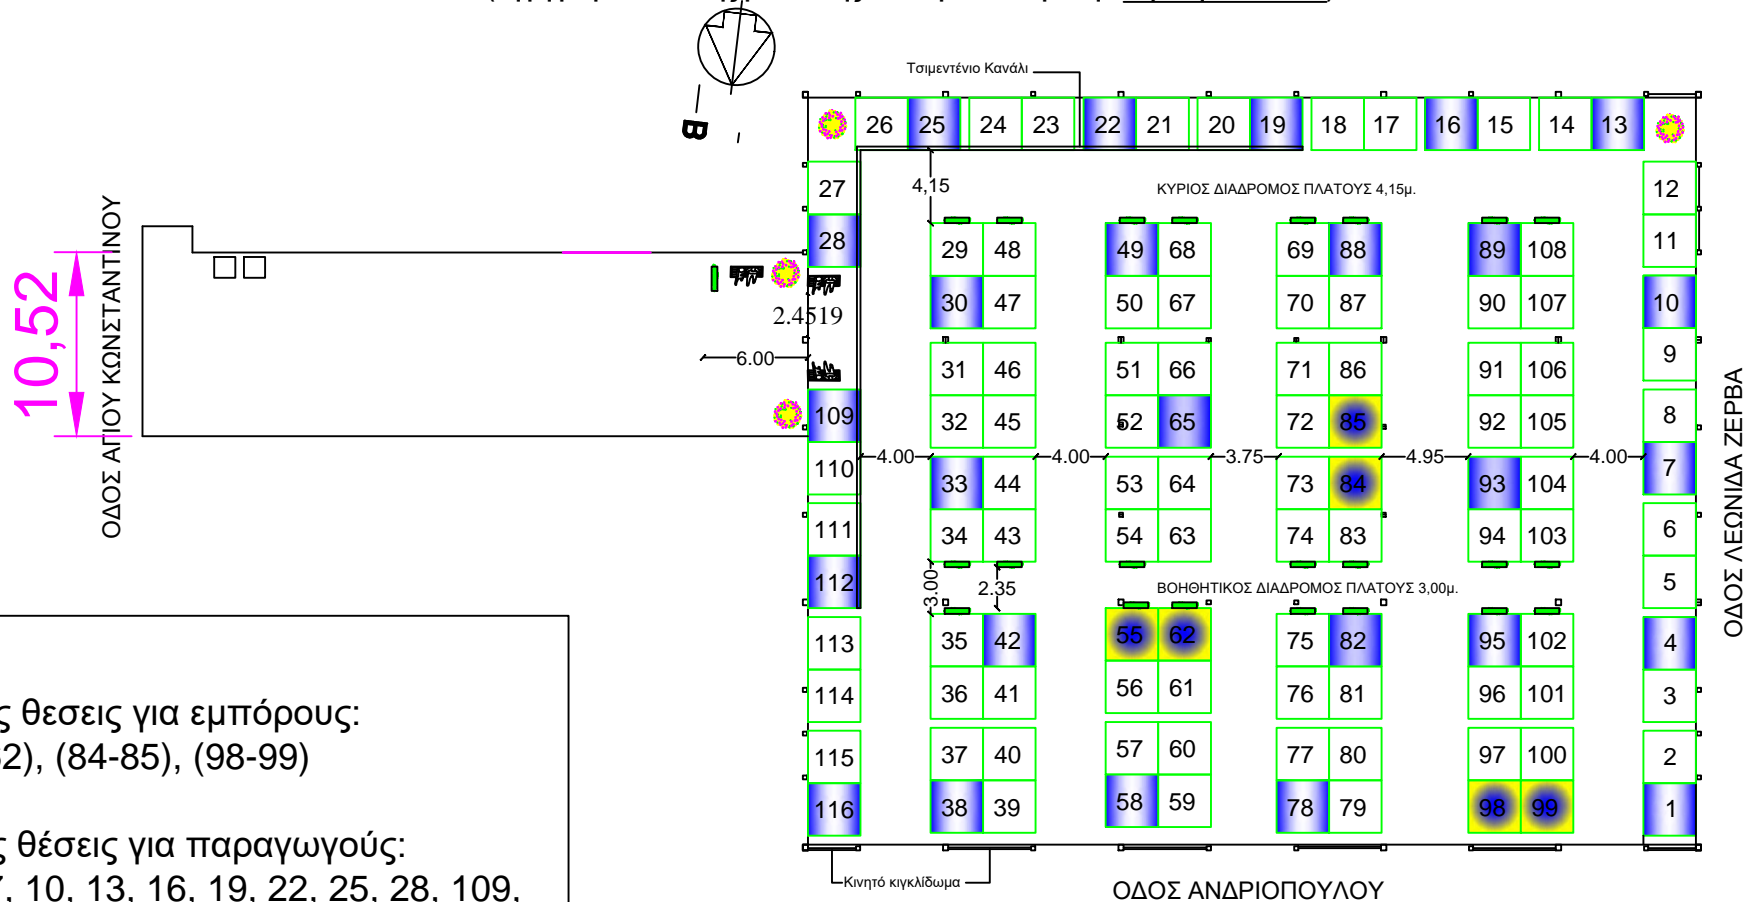 Τσιμεντένιο Κανάλι
Β
26 25 24 23 22 21 20 19 18 17 16 15 14 13
27 4,15 ΚΥΡΙΟΣ ΔΙΑΔΡΟΜΟΣ ΠΛΑΤΟΥΣ 4,15μ. 12
28 29 48 49 68 69 88 89 108 11
30 47 50 67 70 87 90 107 10
2.4519
6.00
31 46 51 66 71 86 91 106 9
109 32 45 52 65 72 85 92 105 8
4.00 4.00 3.75 4.95 4.00
110 33 44 53 64 73 84 93 104 7
111 34 43 54 63 74 83 94 103 6
112 3.00 2.35 ΒΟΗΘΗΤΙΚΟΣ ΔΙΑΔΡΟΜΟΣ ΠΛΑΤΟΥΣ 3,00μ. 5
113 35 42 55 62 75 82 95 102 4
114 36 41 56 61 76 81 96 101 3
115 37 40 57 60 77 80 97 100 2
116 38 39 58 59 78 79 98 99 1
Κινητό κιγκλίδωμα
ΟΔΟΣ ΑΝΔΡΙΟΠΟΥΛΟΥ
ΟΔΟΣ ΛΕΩΝΙΔΑ ΖΕΡΒΑ
10,52
ΟΔΟΣ ΑΓΙΟΥ ΚΩΝΣΤΑΝΤΙΝΟΥ
ς θεσεις για εμπόρους:
2), (84-85), (98-99)
ς θέσεις για παραγωγούς:
7, 10, 13, 16, 19, 22, 25, 28, 109,